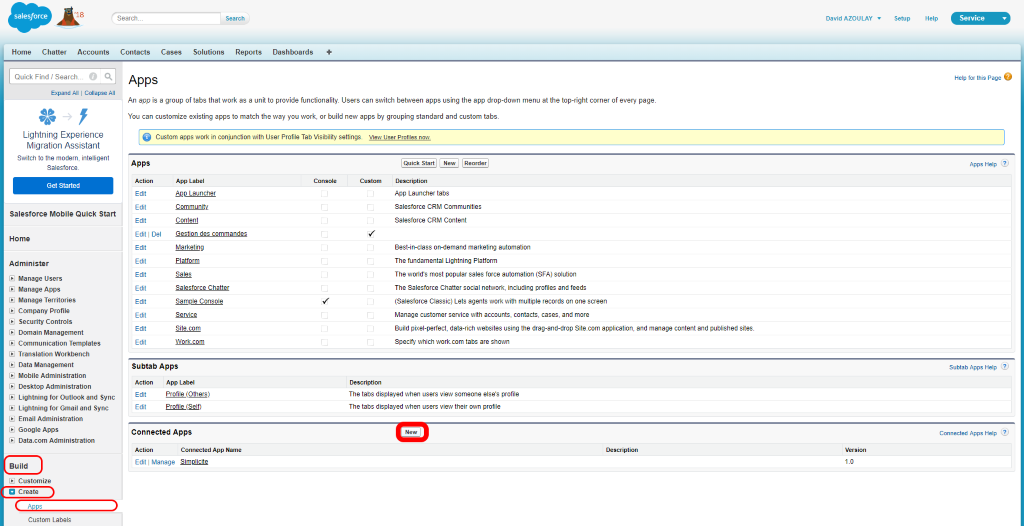 salesforce
'18
Search...
Search
David AZOULAY
Setup
Help
Service
Home Chatter Accounts Contacts Cases Solutions Reports Dashboards +
Quick Find / Search...
Expand All | Collapse All
Lightning Experience
Migration Assistant
Switch to the modern, intelligent
Salesforce.
Get Started
Salesforce Mobile Quick Start
Home
Administer
Manage Users
Manage Apps
Manage Territories
Company Profile
Security Controls
Domain Management
Communication Templates
Translation Workbench
Data Management
Mobile Administration
Desktop Administration
Lightning for Outlook and Sync
Lightning for Gmail and Sync
Email Administration
Google Apps
Data.com Administration
Build
Customize
Create
Apps
Custom Labels
Apps
Help for this Page
An app is a group of tabs that work as a unit to provide functionality. Users can switch between apps using the app drop-down menu at the top-right corner of every page.
You can customize existing apps to match the way you work, or build new apps by grouping standard and custom tabs.
Custom apps work in conjunction with User Profile Tab Visibility settings. View User Profiles now.
Apps Quick Start New Reorder Apps Help
Action App Label Console Custom Description
Edit App Launcher App Launcher tabs
Edit Community Salesforce CRM Communities
Edit Content Salesforce CRM Content
Edit | Del Gestion des commandes
Edit Marketing Best-in-class on-demand marketing automation
Edit Platform The fundamental Lightning Platform
Edit Sales The world's most popular sales force automation (SFA) solution
Edit Salesforce Chatter The Salesforce Chatter social network, including profiles and feeds
Edit Sample Console (Salesforce Classic) Lets agents work with multiple records on one screen
Edit Service Manage customer service with accounts, contacts, cases, and more
Edit Site.com Build pixel-perfect, data-rich websites using the drag-and-drop Site.com application, and manage content and published sites.
Edit Work.com Specify which work.com tabs are shown
Subtab Apps Subtab Apps Help
Action App Label Description
Edit Profile (Others) The tabs displayed when users view someone else's profile
Edit Profile (Self) The tabs displayed when users view their own profile
Connected Apps New Connected Apps Help
Action Connected App Name Description Version
Edit | Manage Simplicite 1.0